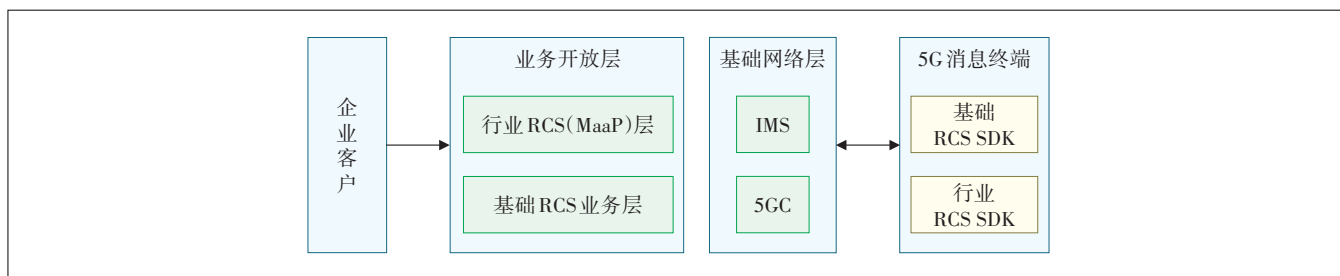 企业客户
业务开放层
行业RCS(MaaP)层
基础RCS业务层
基础网络层
IMS
5GC
5G消息终端
基础
RCS SDK
行业
RCS SDK